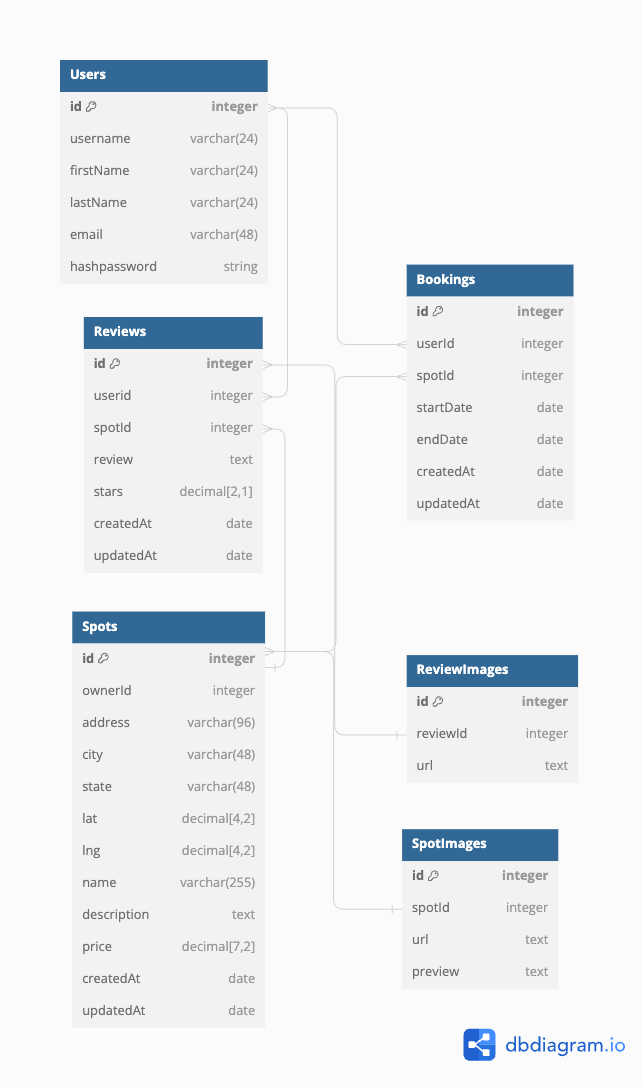 Users
id integer
username varchar(24)
firstName varchar(24)
lastName varchar(24)
email varchar(48)
hashpassword string
Reviews
id integer
userid integer
spotId integer
review text
stars decimal[2,1]
createdAt date
updatedAt date
Spots
id integer
ownerId integer
address varchar(96)
city varchar(48)
state varchar(48)
lat decimal[4,2]
lng decimal[4,2]
name varchar(255)
description text
price decimal[7,2]
createdAt date
updatedAt date
Bookings
id integer
userId integer
spotId integer
startDate date
endDate date
createdAt date
updatedAt date
ReviewImages
id integer
reviewId integer
url text
SpotImages
id integer
spotId integer
url text
preview text
dbdiagram.io